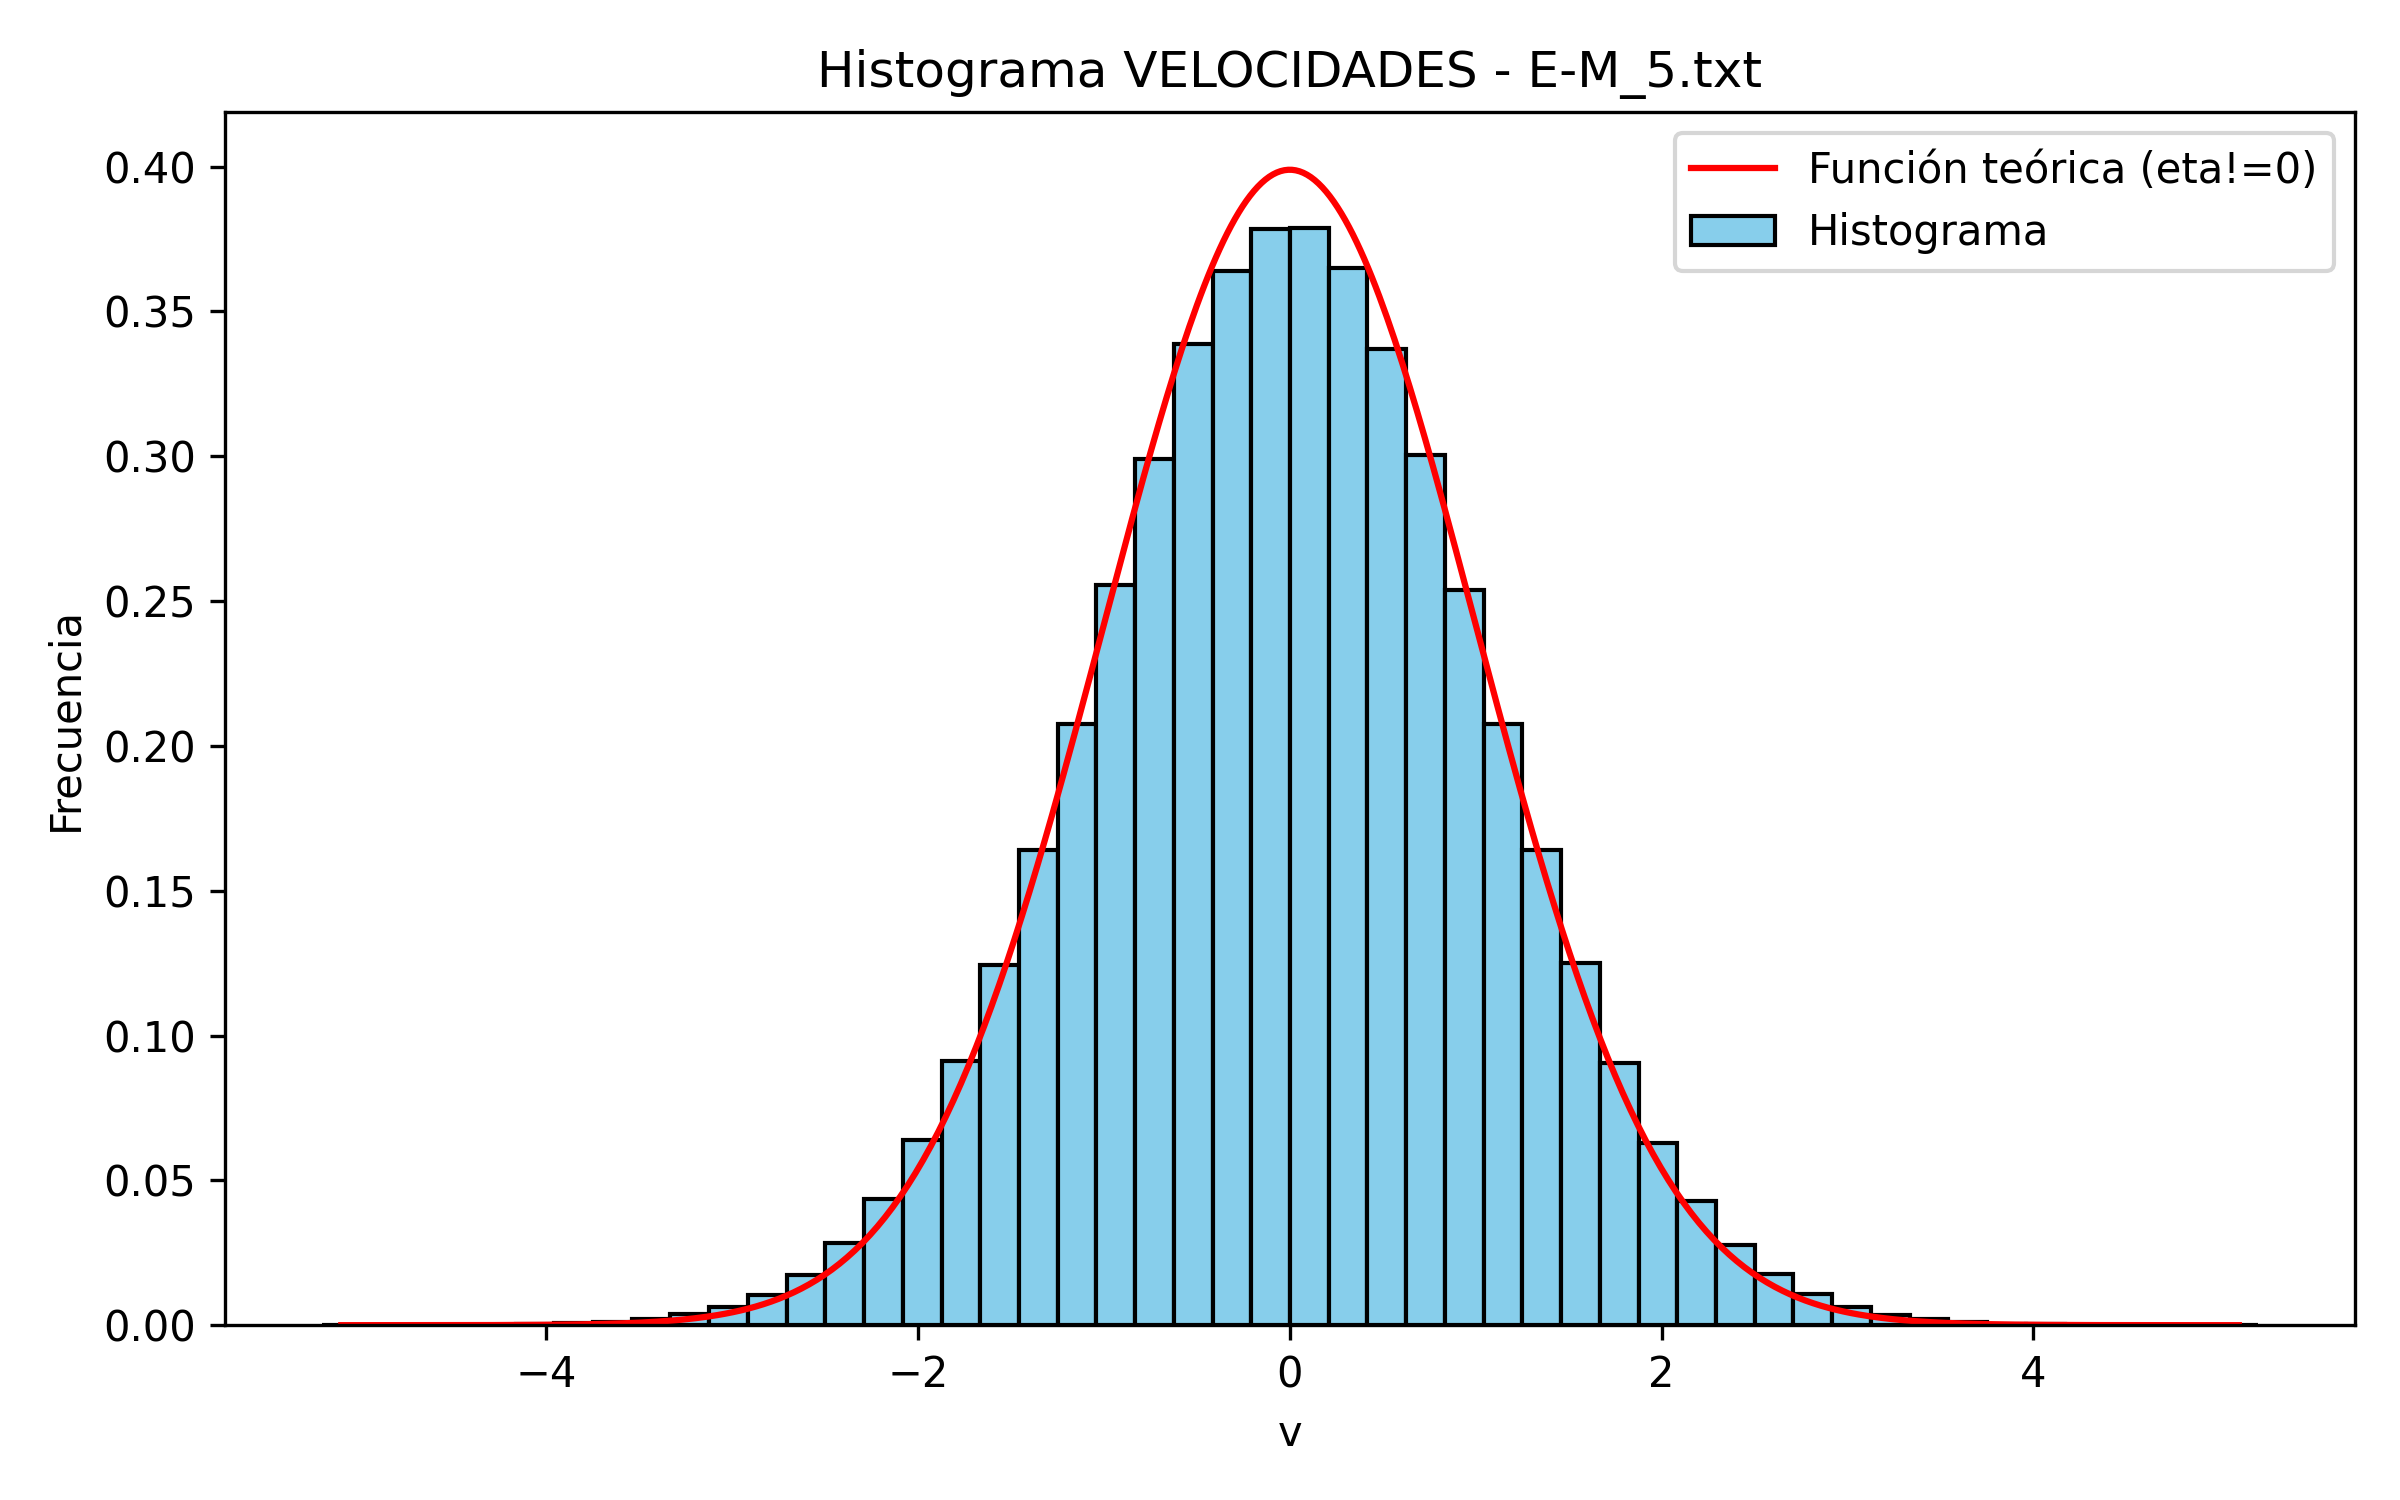 Histograma VELOCIDADES - E-M_5.txt
Función teórica (eta!=0)
Histograma
Frecuencia
0.40
0.35
0.30
0.25
0.20
0.15
0.10
0.05
0.00
−4 −2 0 2 4
v